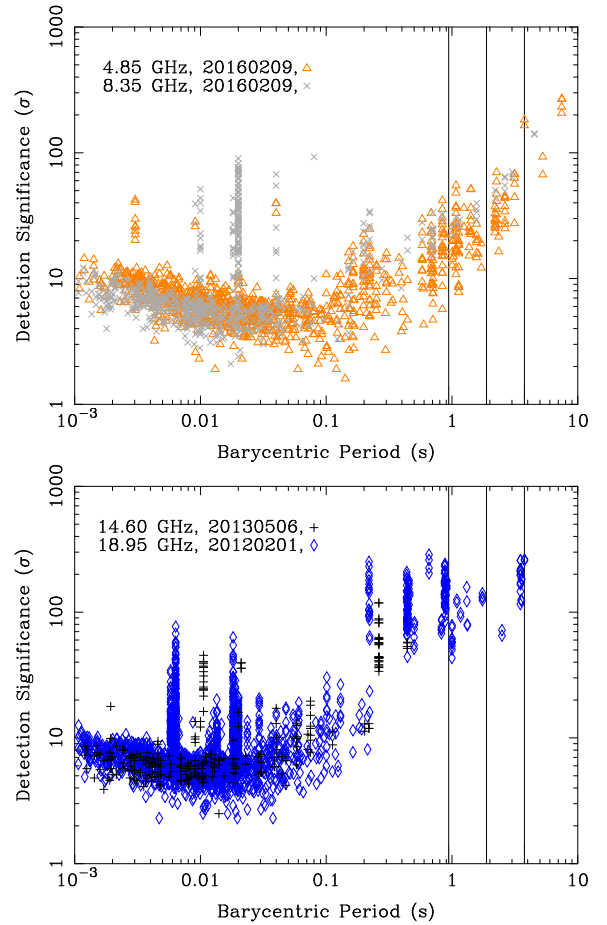 1000
4.85 GHz, 20160209,
8.35 GHz, 20160209,
100
Detection Significance (σ)
10
1
10⁻³ 0.01 0.1 1 10
Barycentric Period (s)
1000
14.60 GHz, 20130506,
18.95 GHz, 20120201,
100
Detection Significance (σ)
10
1
10⁻³ 0.01 0.1 1 10
Barycentric Period (s)